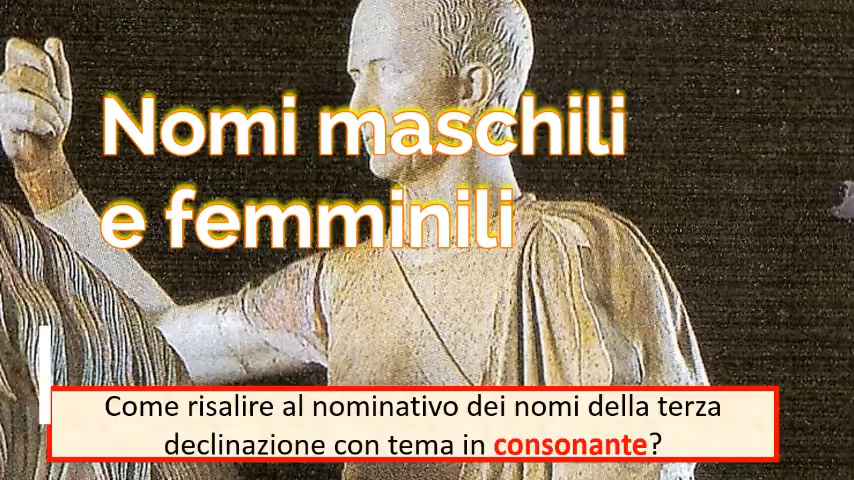 Nomi maschili
e femminili
Come risalire al nominativo dei nomi della terza
declinazione con tema in consonante?